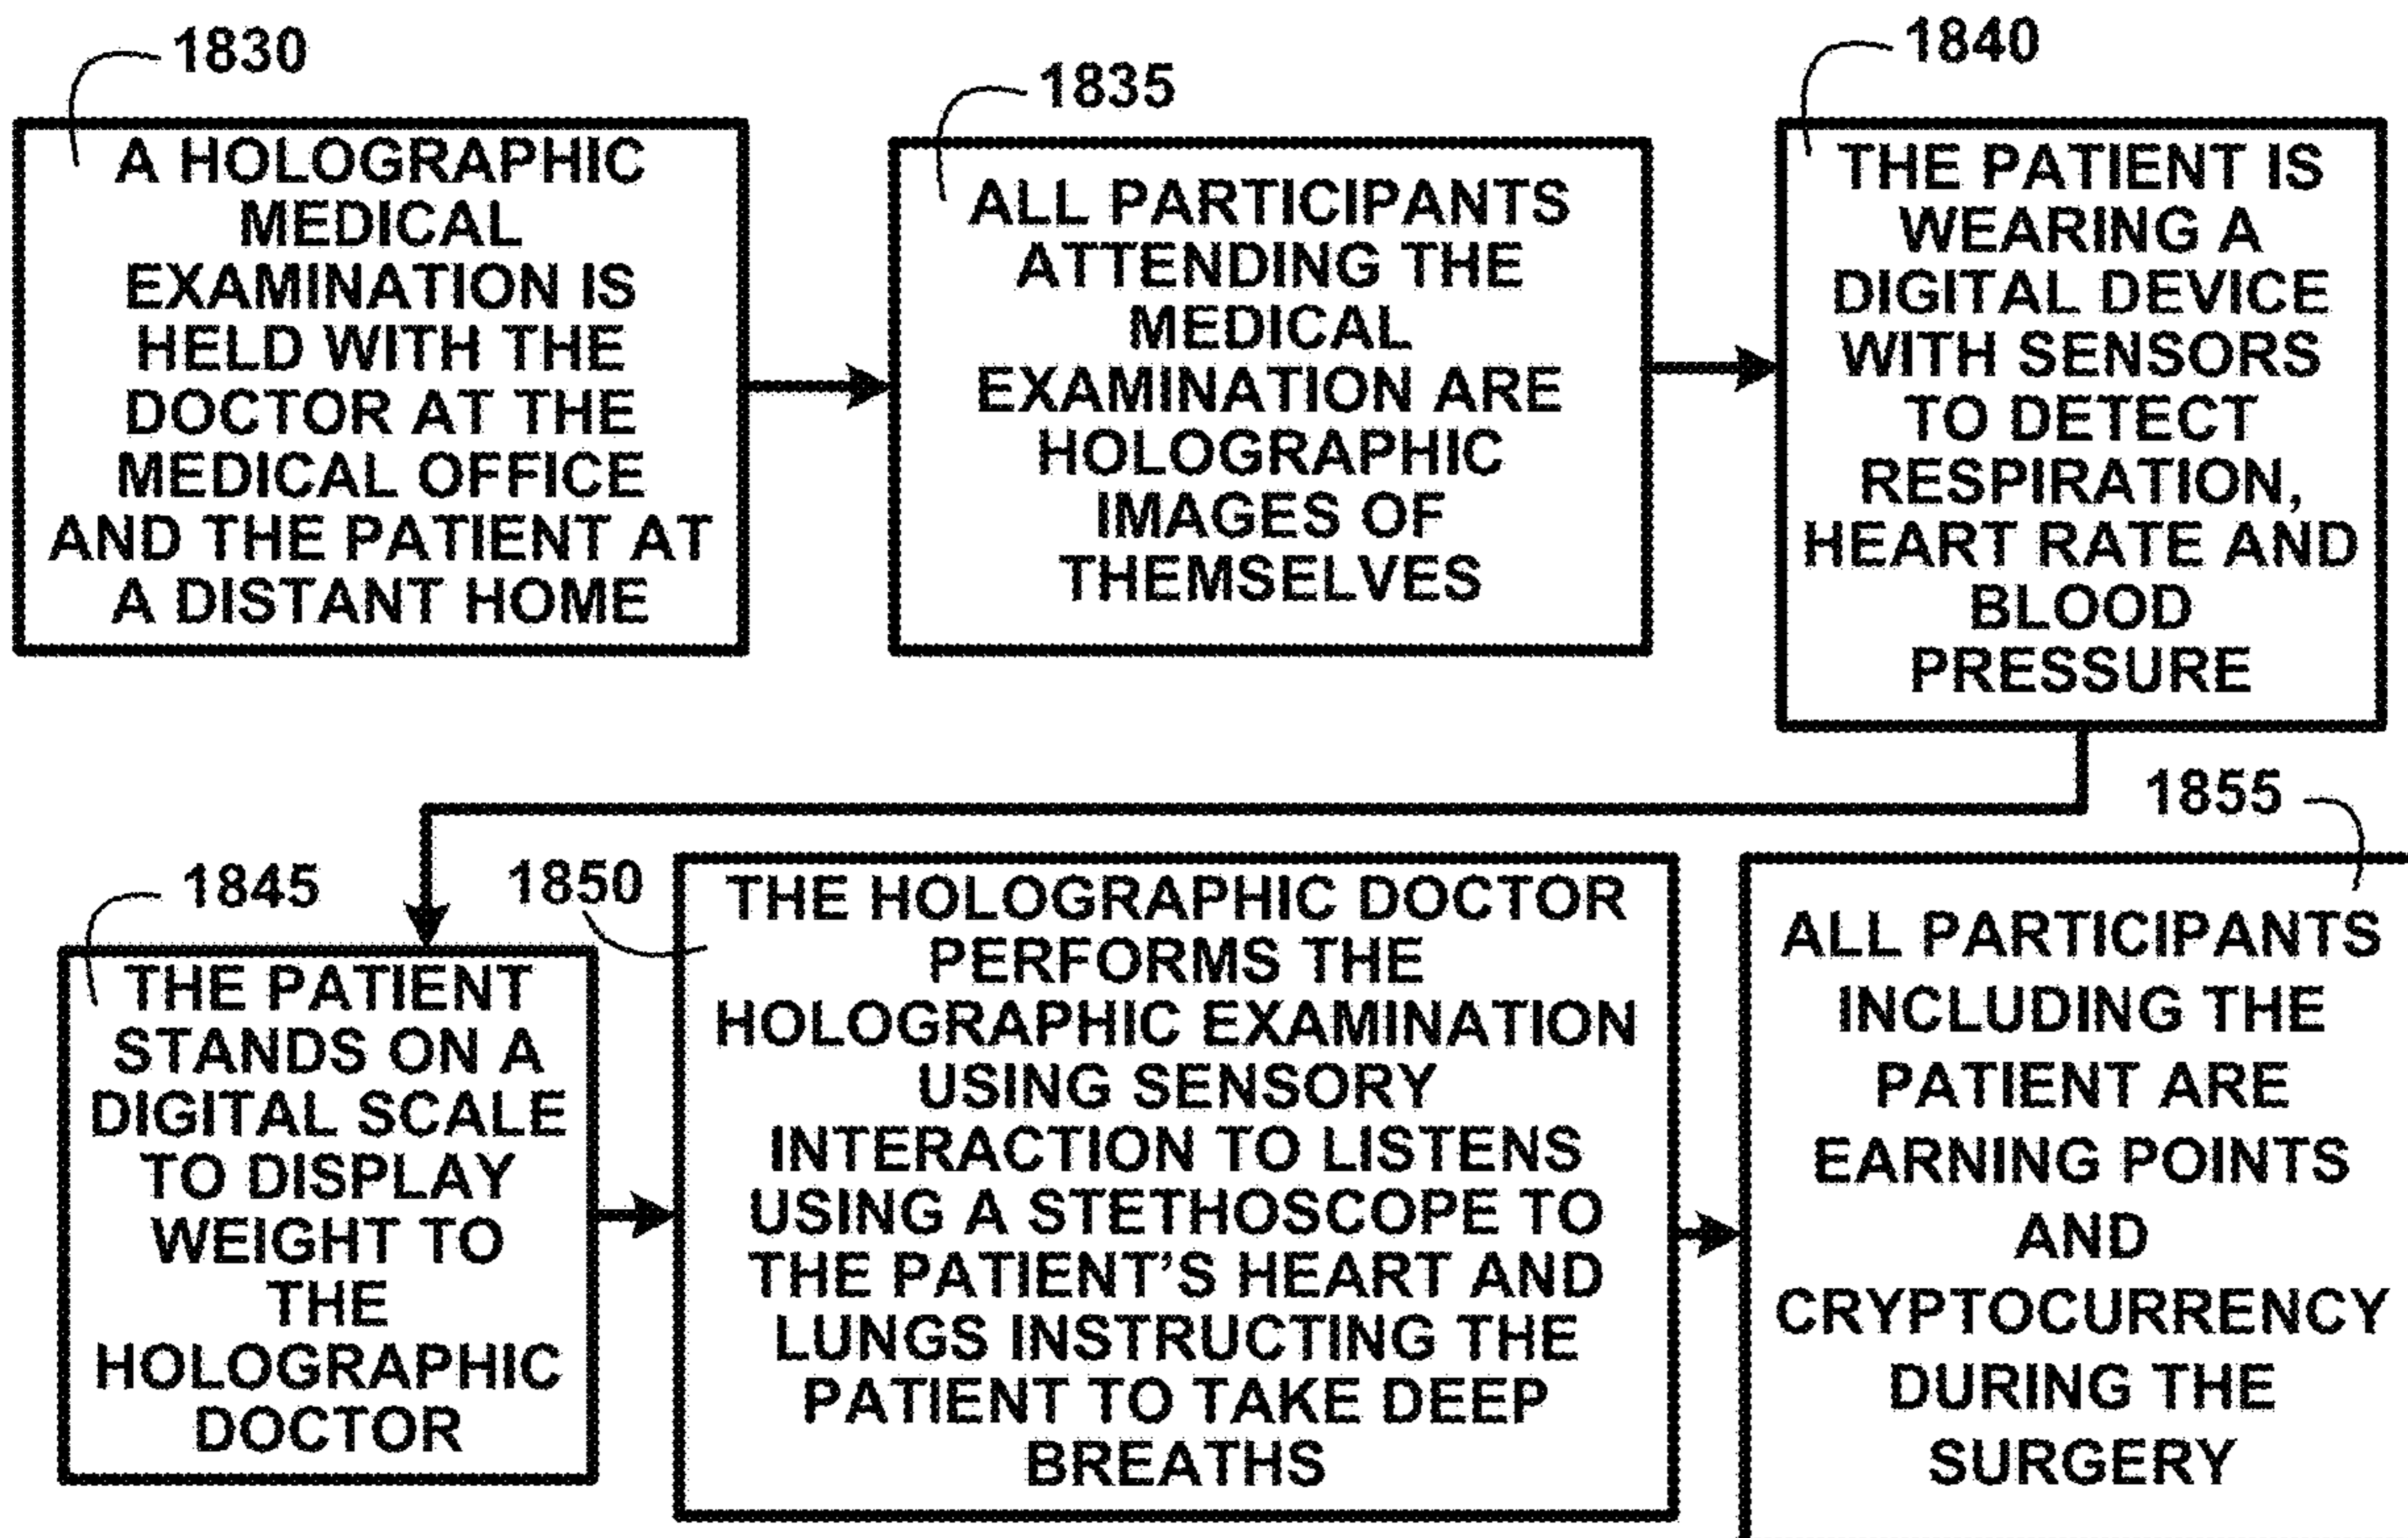 1830
A HOLOGRAPHIC
MEDICAL
EXAMINATION IS
HELD WITH THE
DOCTOR AT THE
MEDICAL OFFICE
AND THE PATIENT AT
A DISTANT HOME
1835
ALL PARTICIPANTS
ATTENDING THE
MEDICAL
EXAMINATION ARE
HOLOGRAPHIC
IMAGES OF
THEMSELVES
1840
THE PATIENT IS
WEARING A
DIGITAL DEVICE
WITH SENSORS
TO DETECT
RESPIRATION,
HEART RATE AND
BLOOD
PRESSURE
1845
THE PATIENT
STANDS ON A
DIGITAL SCALE
TO DISPLAY
WEIGHT TO
THE
HOLOGRAPHIC
DOCTOR
1850
THE HOLOGRAPHIC DOCTOR
PERFORMS THE
HOLOGRAPHIC EXAMINATION
USING SENSORY
INTERACTION TO LISTENS
USING A STETHOSCOPE TO
THE PATIENT'S HEART AND
LUNGS INSTRUCTING THE
PATIENT TO TAKE DEEP
BREATHS
1855
ALL PARTICIPANTS
INCLUDING THE
PATIENT ARE
EARNING POINTS
AND
CRYPTOCURRENCY
DURING THE
SURGERY